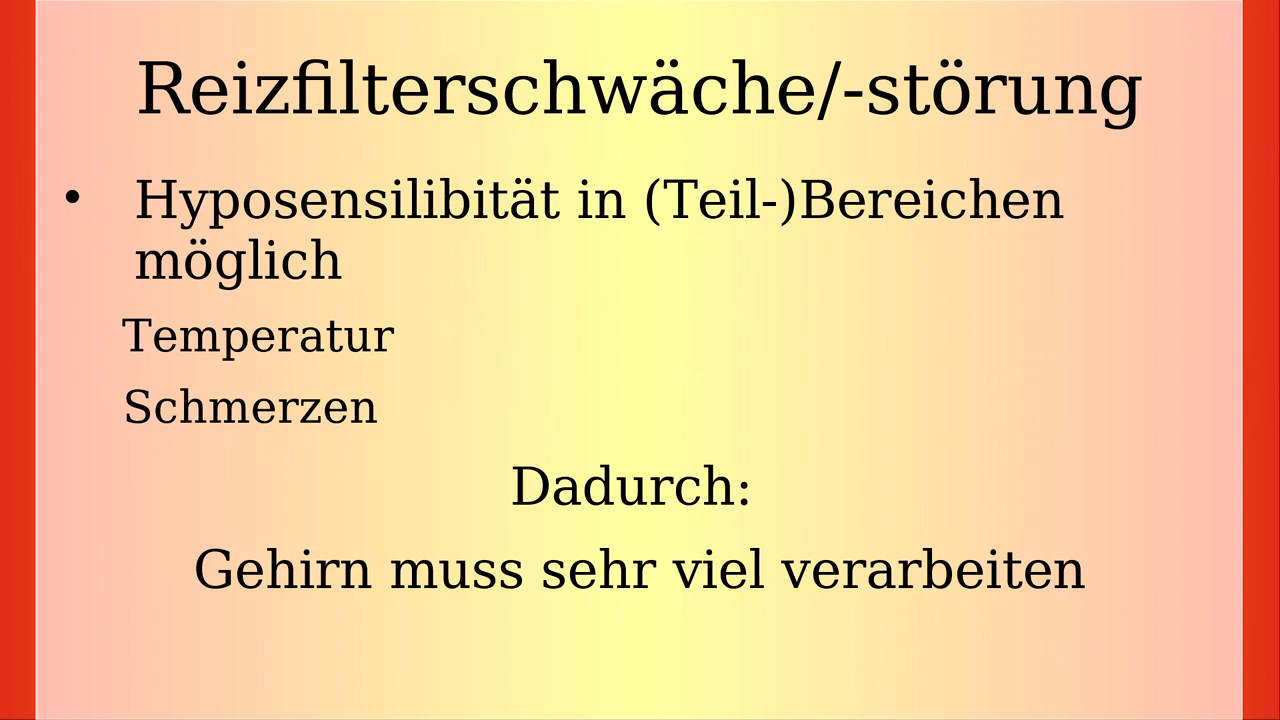 Reizfilterschwäche/-störung
• Hyposensilibität in (Teil-)Bereichen
möglich
Temperatur
Schmerzen
Dadurch:
Gehirn muss sehr viel verarbeiten